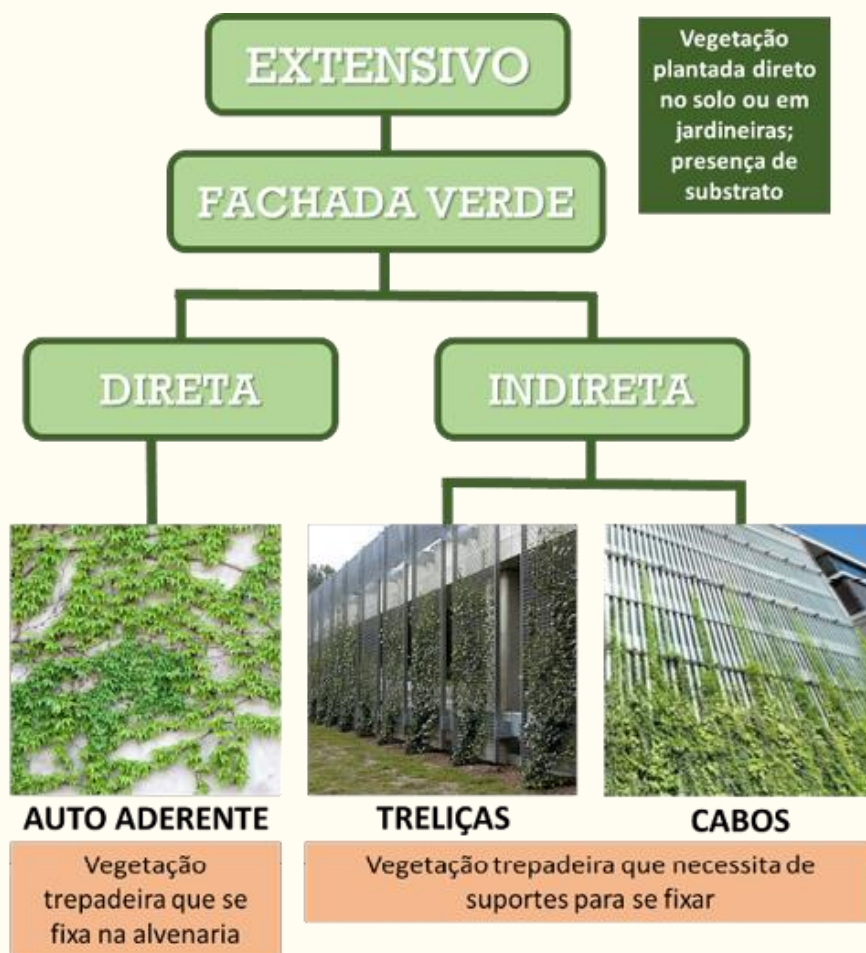 EXTENSIVO
Vegetação
plantada direto
no solo ou em
jardineiras;
presença de
substrato
FACHADA VERDE
DIRETA
INDIRETA
AUTO ADERENTE
TRELIÇAS
CABOS
Vegetação
trepadeira que se
fixa na alvenaria
Vegetação trepadeira que necessita de
suportes para se fixar